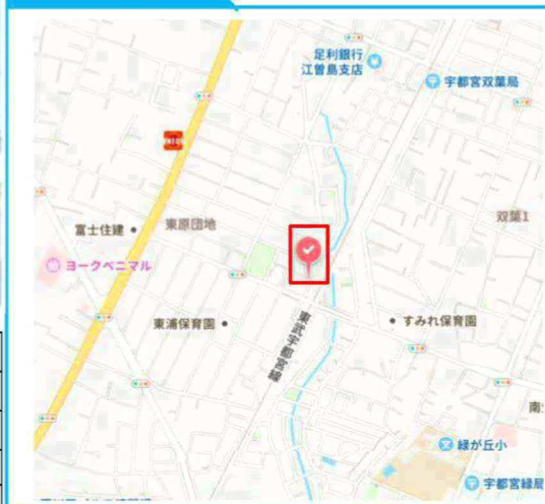 足利銀行
江曽島支店
宇都宮双葉局
双葉1
東原団地
富士住建
ヨークベニマル
東浦保育園
東武宇都宮線
すみれ保育園
南
緑が丘小
宇都宮緑局